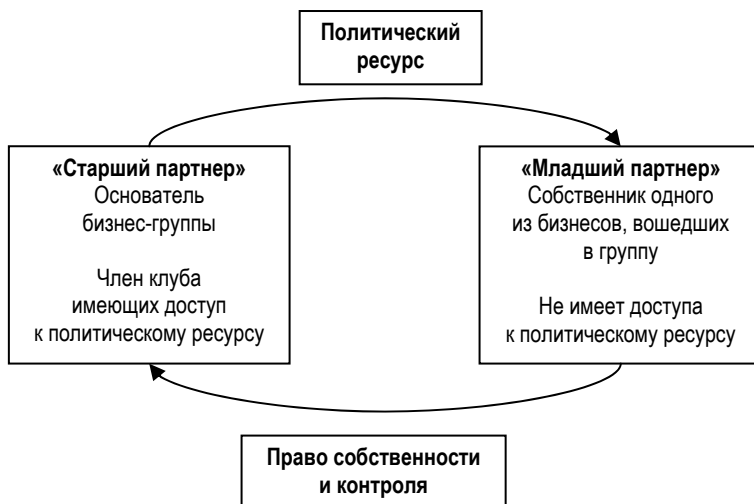 Политический
ресурс
«Старший партнер»
Основатель
бизнес-группы
Член клуба
имеющих доступ
к политическому ресурсу
«Младший партнер»
Собственник одного
из бизнесов, вошедших
в группу
Не имеет доступа
к политическому ресурсу
Право собственности
и контроля